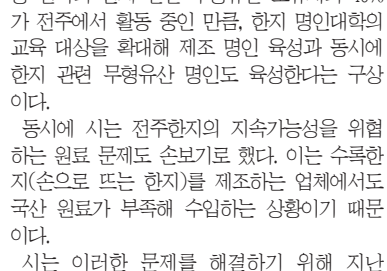 가 전주에서 활동 중인 만큼, 한지 명인대학의
교육 대상을 확대해 제조 명인 육성과 동시에
한지 관련 무형유산 명인도 육성한다는 구상
이다.
동시에 시는 전주한지의 지속가능성을 위협
하는 원료 문제도 손보기로 했다. 이는 수록한
지(손으로 뜨는 한지)를 제조하는 업체에서도
국산 원료가 부족해 수입하는 상황이기 때문
이다.
시는 이러한 문제를 해결하기 위해 지난